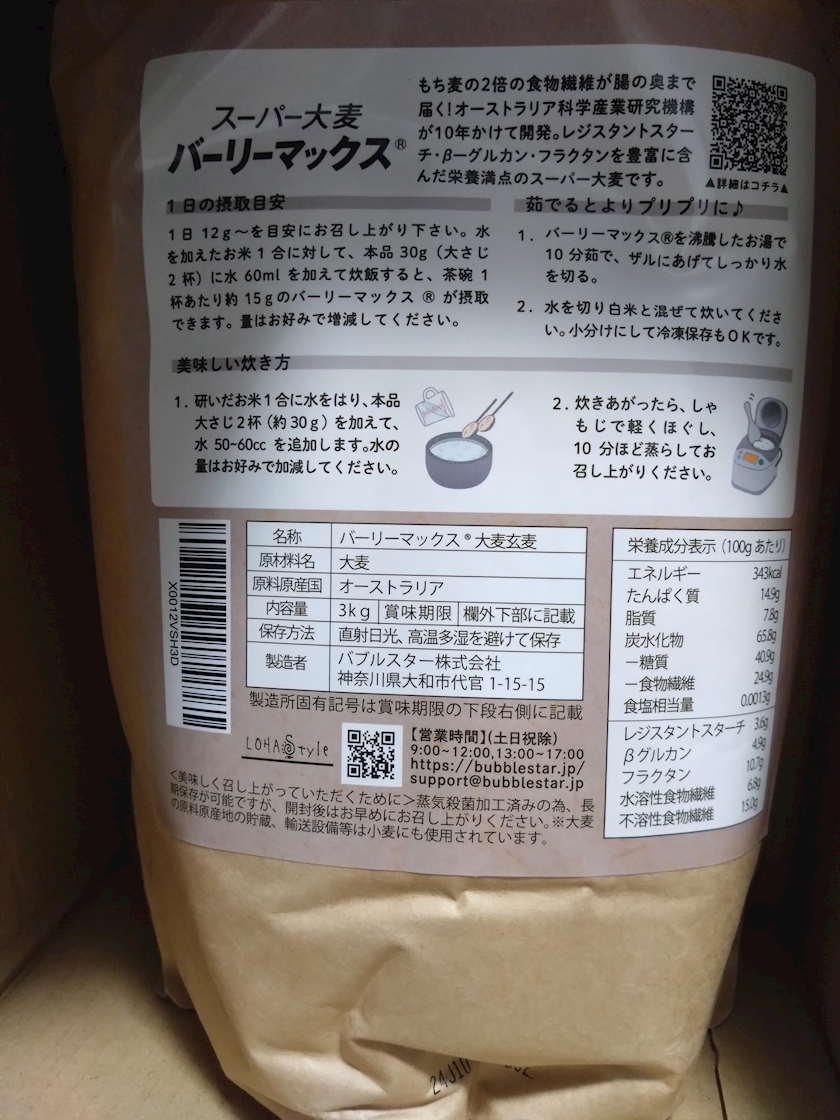 スーパー大麦
バーリーマックス®
もち麦の2倍の食物繊維が腸の奥まで
届く!オーストラリア科学産業研究機構
が10年かけて開発。レジスタントスター
チ・β-グルカン・フラクタンを豊富に含
んだ栄養満点のスーパー大麦です。
▲詳細はコチラ▲
1日の摂取目安
1日 12g～を目安にお召し上がり下さい。水
を加えたお米1合に対して、本品 30g(大さじ
2 杯)に水 60ml を加えて炊飯すると、茶碗 1
杯あたり約 15gのバーリーマックス ® が摂取
できます。量はお好みで増減してください。
茹でるとよりプリプリに♪
1. バーリーマックス®を沸騰したお湯で
10 分茹で、ザルにあげてしっかり水
を切る。
2. 水を切り白米と混ぜて炊いてくださ
い。小分けにして冷凍保存もOKです。
美味しい炊き方
1. 研いだお米1合に水をはり、本品
大さじ2杯(約30g)を加えて、
水 50~60cc を追加します。水の
量はお好みで加減してください。
2. 炊きあがったら、しゃ
もじで軽くほぐし、
10 分ほど蒸らしてお
召し上がりください。
X0012VSH3D
名称 バーリーマックス®大麦玄麦
原材料名 大麦
原料原産国 オーストラリア
内容量 3kg 賞味期限 欄外下部に記載
保存方法 直射日光、高温多湿を避けて保存
製造者 バブルスター株式会社
神奈川県大和市代官 1-15-15
製造所固有記号は賞味期限の下段右側に記載
LOHAStyle
【営業時間】(土日祝除)
9:00~12:00,13:00~17:00
https://bubblestar.jp/
support@bubblestar.jp
<美味しく召し上がっていただくために>蒸気殺菌加工済みの為、長
期保存が可能ですが、開封後はお早めにお召し上がりください。※大麦
の原料原産地の貯蔵、輸送設備等は小麦にも使用されています。
栄養成分表示(100gあたり)
エネルギー 343kcal
たんぱく質 14.9g
脂質 7.8g
炭水化物 65.8g
ー糖質 40.9g
ー食物繊維 24.9g
食塩相当量 0.0013g
レジスタントスターチ 3.6g
βグルカン 4.9g
フラクタン 10.7g
水溶性食物繊維 6.8g
不溶性食物繊維 15.0g